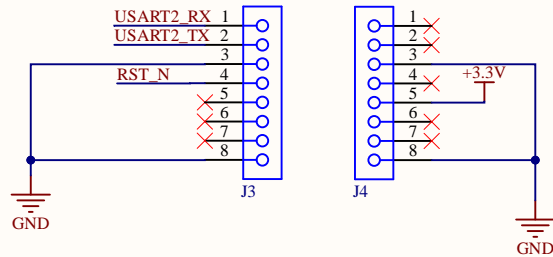 USART2_RX 1
USART2_TX 2
3
RST_N 4
5
6
7
8
J3
GND
1
2
3
+3.3V
4
5
6
7
8
J4
GND